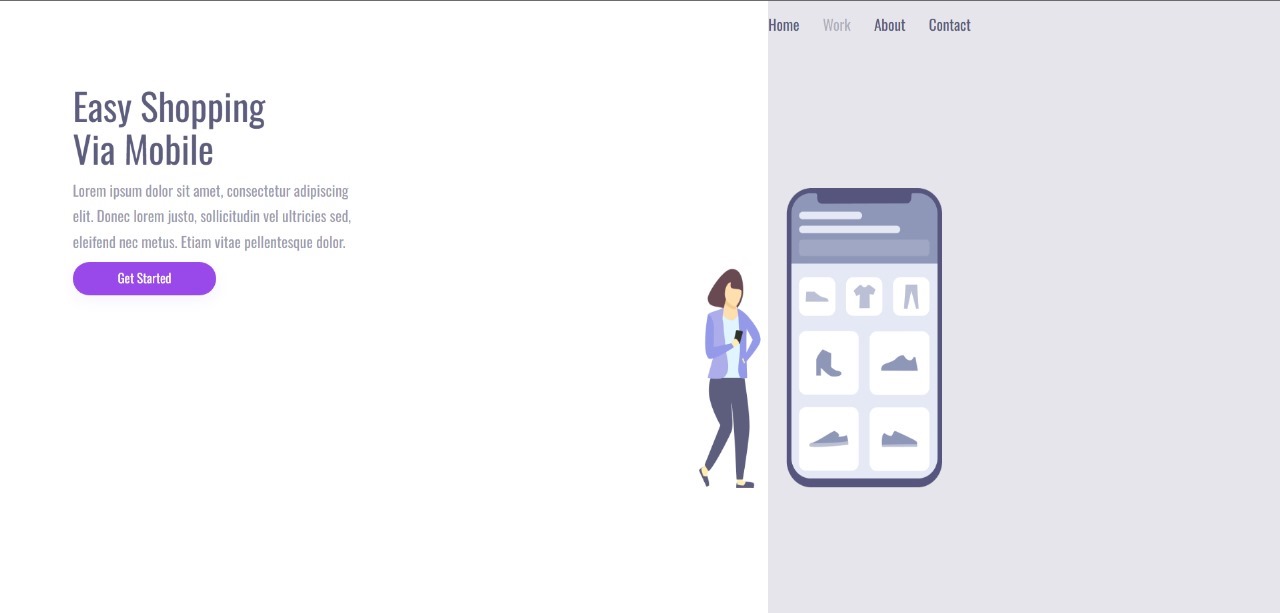 Home Work About Contact
Easy Shopping
Via Mobile
Lorem ipsum dolor sit amet, consectetur adipiscing
elit. Donec lorem justo, sollicitudin vel ultricies sed,
eleifend nec metus. Etiam vitae pellentesque dolor.
Get Started